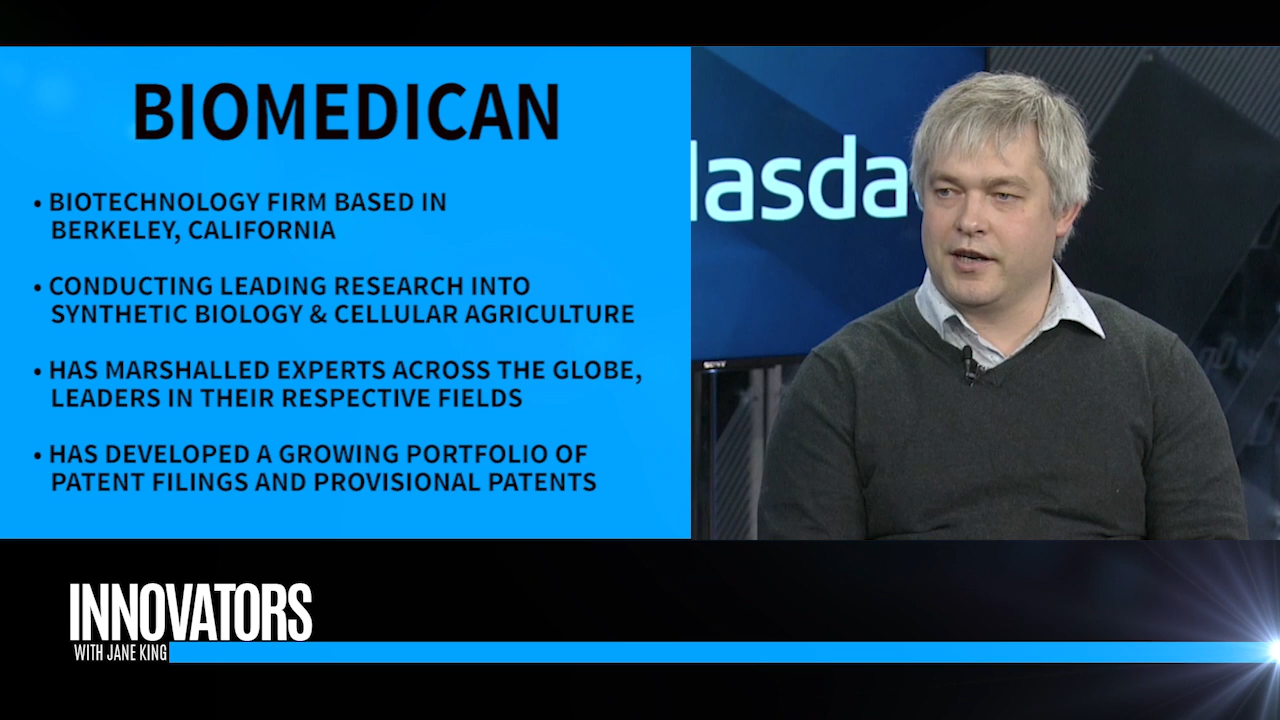 BIOMEDICAN
• BIOTECHNOLOGY FIRM BASED IN
BERKELEY, CALIFORNIA
• CONDUCTING LEADING RESEARCH INTO
SYNTHETIC BIOLOGY & CELLULAR AGRICULTURE
• HAS MARSHALLED EXPERTS ACROSS THE GLOBE,
LEADERS IN THEIR RESPECTIVE FIELDS
• HAS DEVELOPED A GROWING PORTFOLIO OF
PATENT FILINGS AND PROVISIONAL PATENTS
Nasda
SONY
INNOVATORS
WITH JANE KING